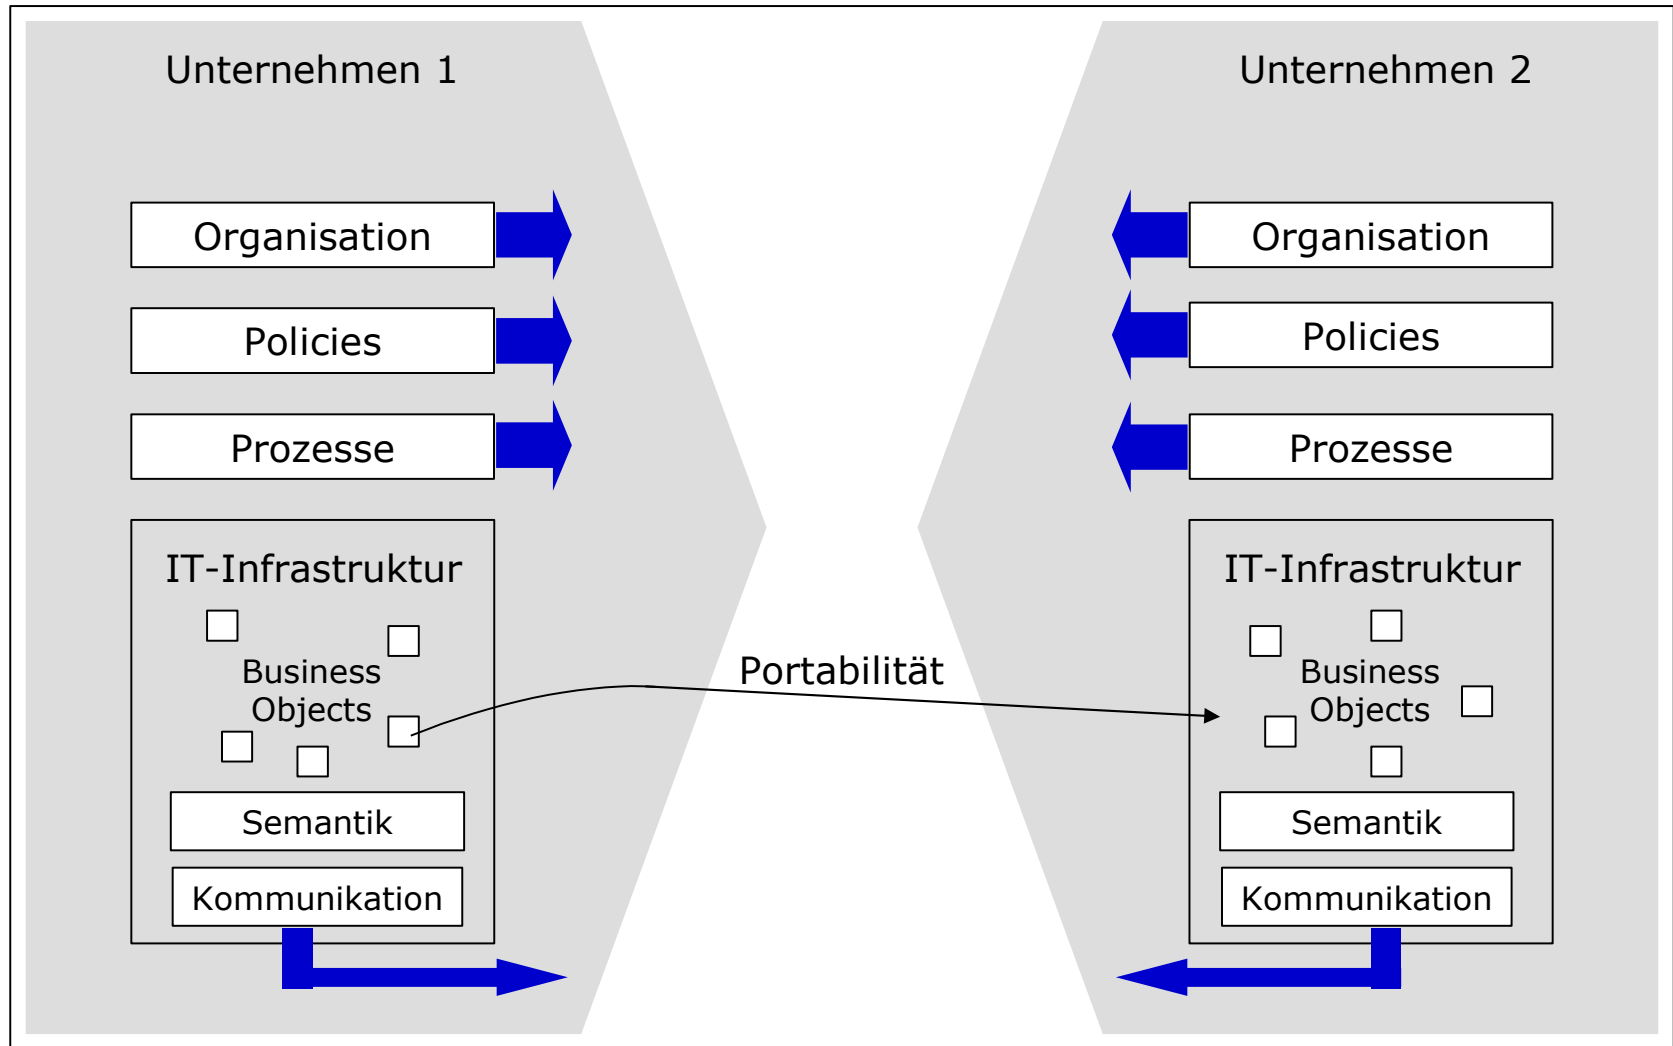 Unternehmen 1
Organisation
Policies
Prozesse
IT-Infrastruktur
Business
Objects
Semantik
Kommunikation
Portabilität
Unternehmen 2
Organisation
Policies
Prozesse
IT-Infrastruktur
Business
Objects
Semantik
Kommunikation